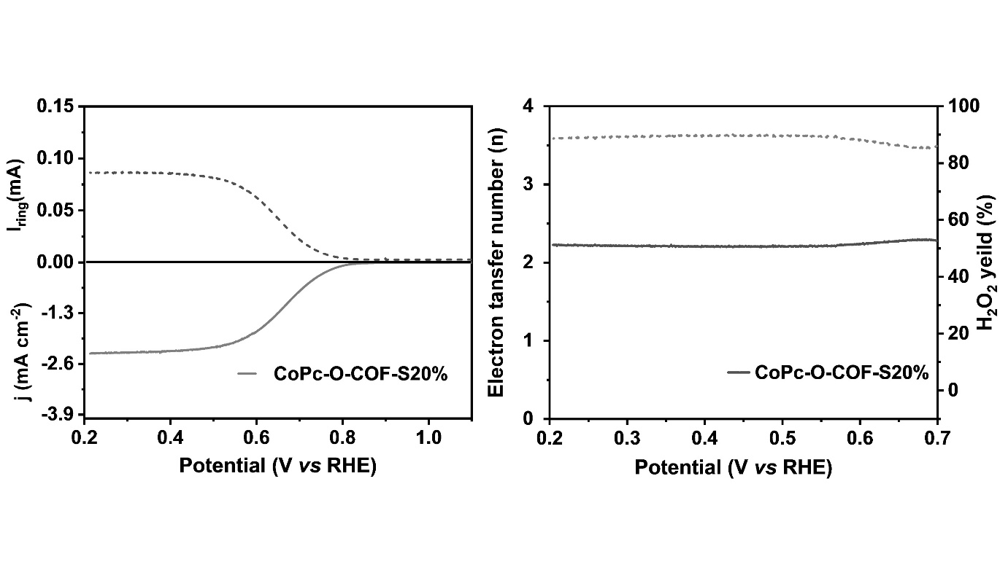 0.15
0.10
0.05
0.00
-1.3
-2.6
-3.9
I_ring(mA)
j (mA cm⁻²)
CoPc-O-COF-S20%
0.2 0.4 0.6 0.8 1.0
Potential (V vs RHE)
4
3
2
1
0
Electron tansfer number (n)
100
80
60
40
20
0
H₂O₂ yeild (%)
CoPc-O-COF-S20%
0.2 0.3 0.4 0.5 0.6 0.7
Potential (V vs RHE)